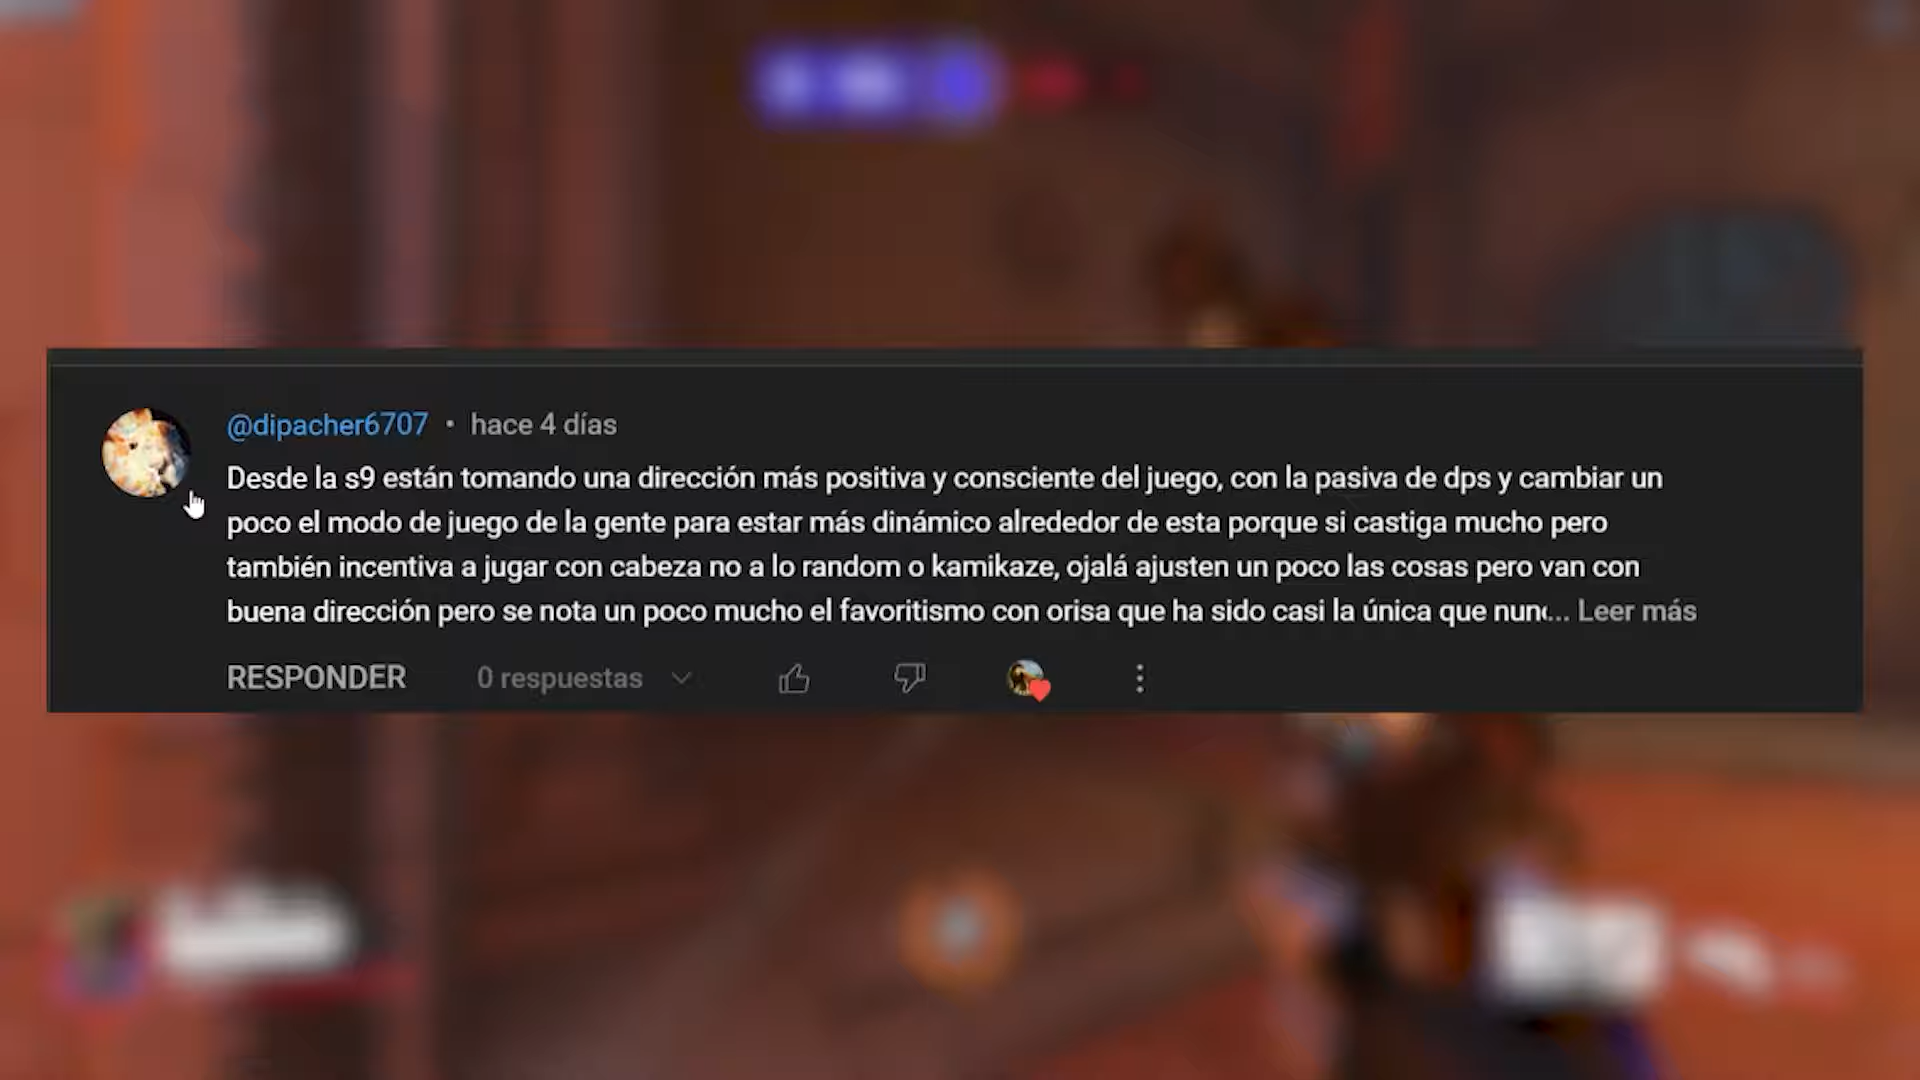 @dipacher6707 • hace 4 días
Desde la s9 están tomando una dirección más positiva y consciente del juego, con la pasiva de dps y cambiar un
poco el modo de juego de la gente para estar más dinámico alrededor de esta porque si castiga mucho pero
también incentiva a jugar con cabeza no a lo random o kamikaze, ojalá ajusten un poco las cosas pero van con
buena dirección pero se nota un poco mucho el favoritismo con orisa que ha sido casi la única que nun... Leer más
RESPONDER 0 respuestas